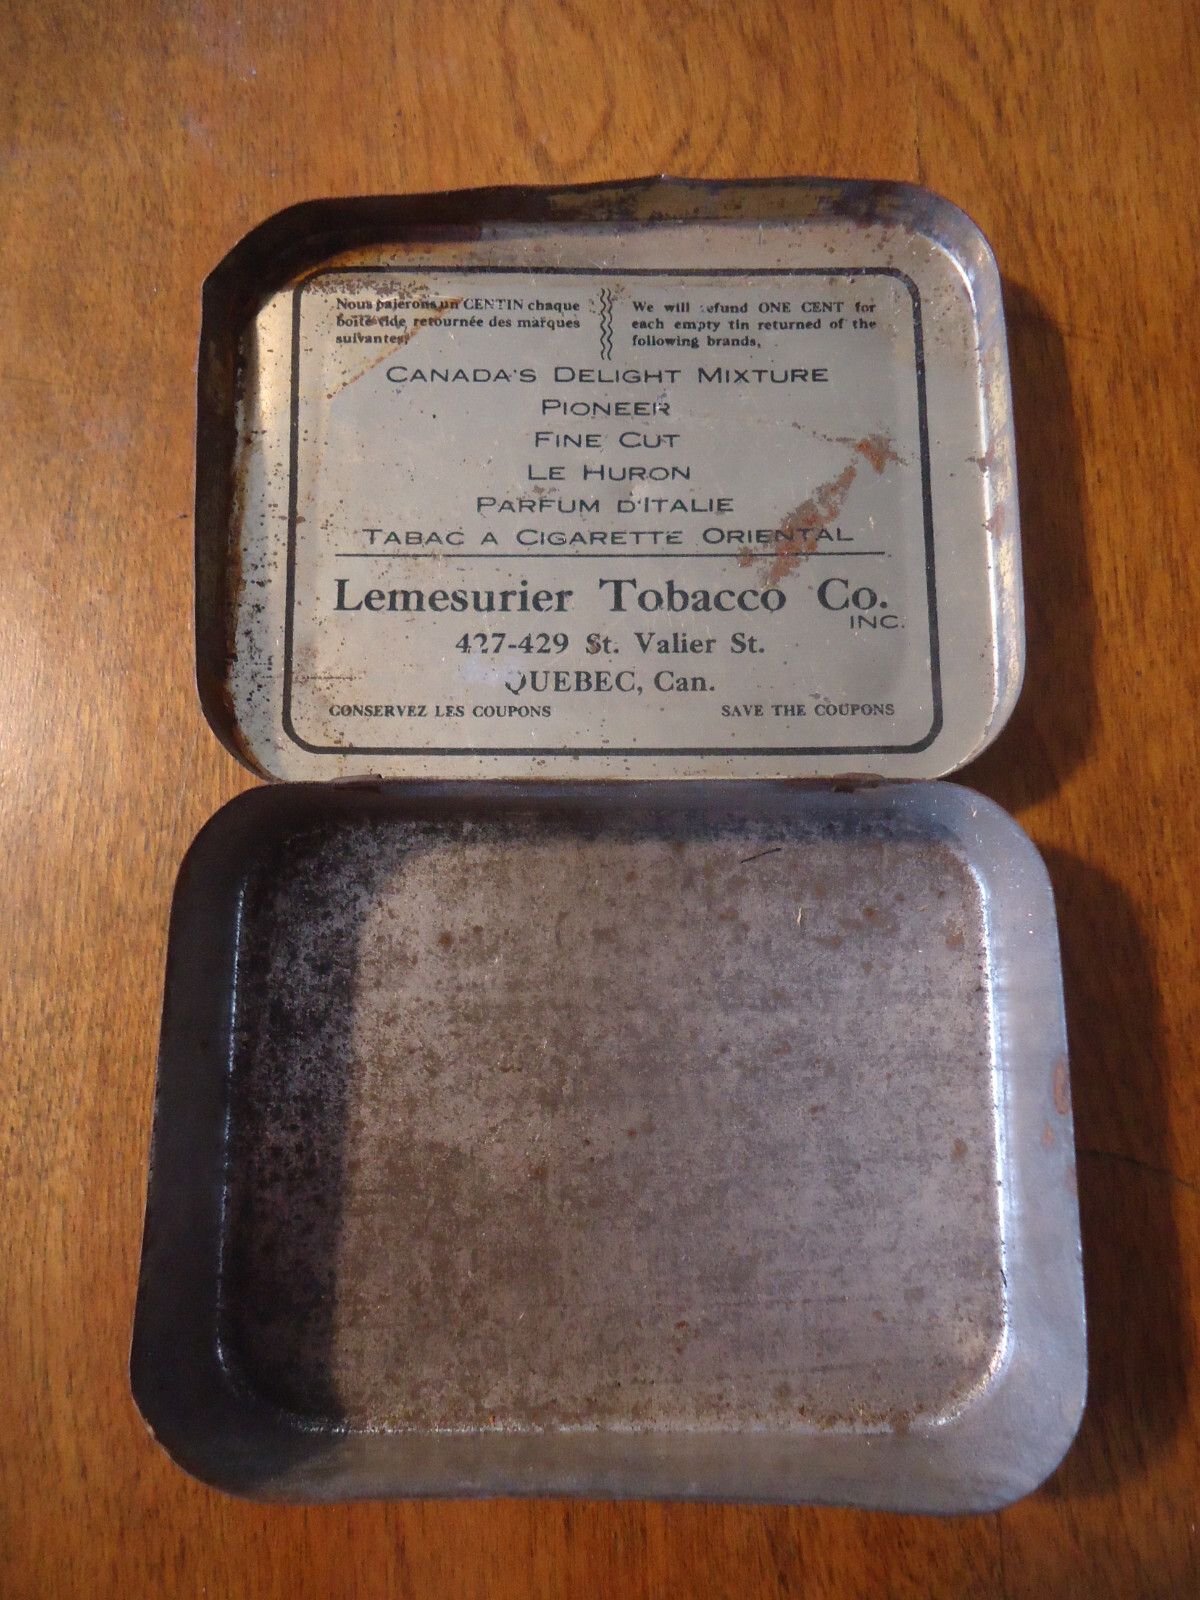 Nous paierons un CENTIN chaque
boîte vide, retournée des marques
suivantes,
We will refund ONE CENT for
each empty tin returned of the
following brands,
CANADA'S DELIGHT MIXTURE
PIONEER
FINE CUT
LE HURON
PARFUM D'ITALIE
TABAC A CIGARETTE ORIENTAL
Lemesurier Tobacco Co.
INC.
427-429 St. Valier St.
QUEBEC, Can.
CONSERVEZ LES COUPONS
SAVE THE COUPONS